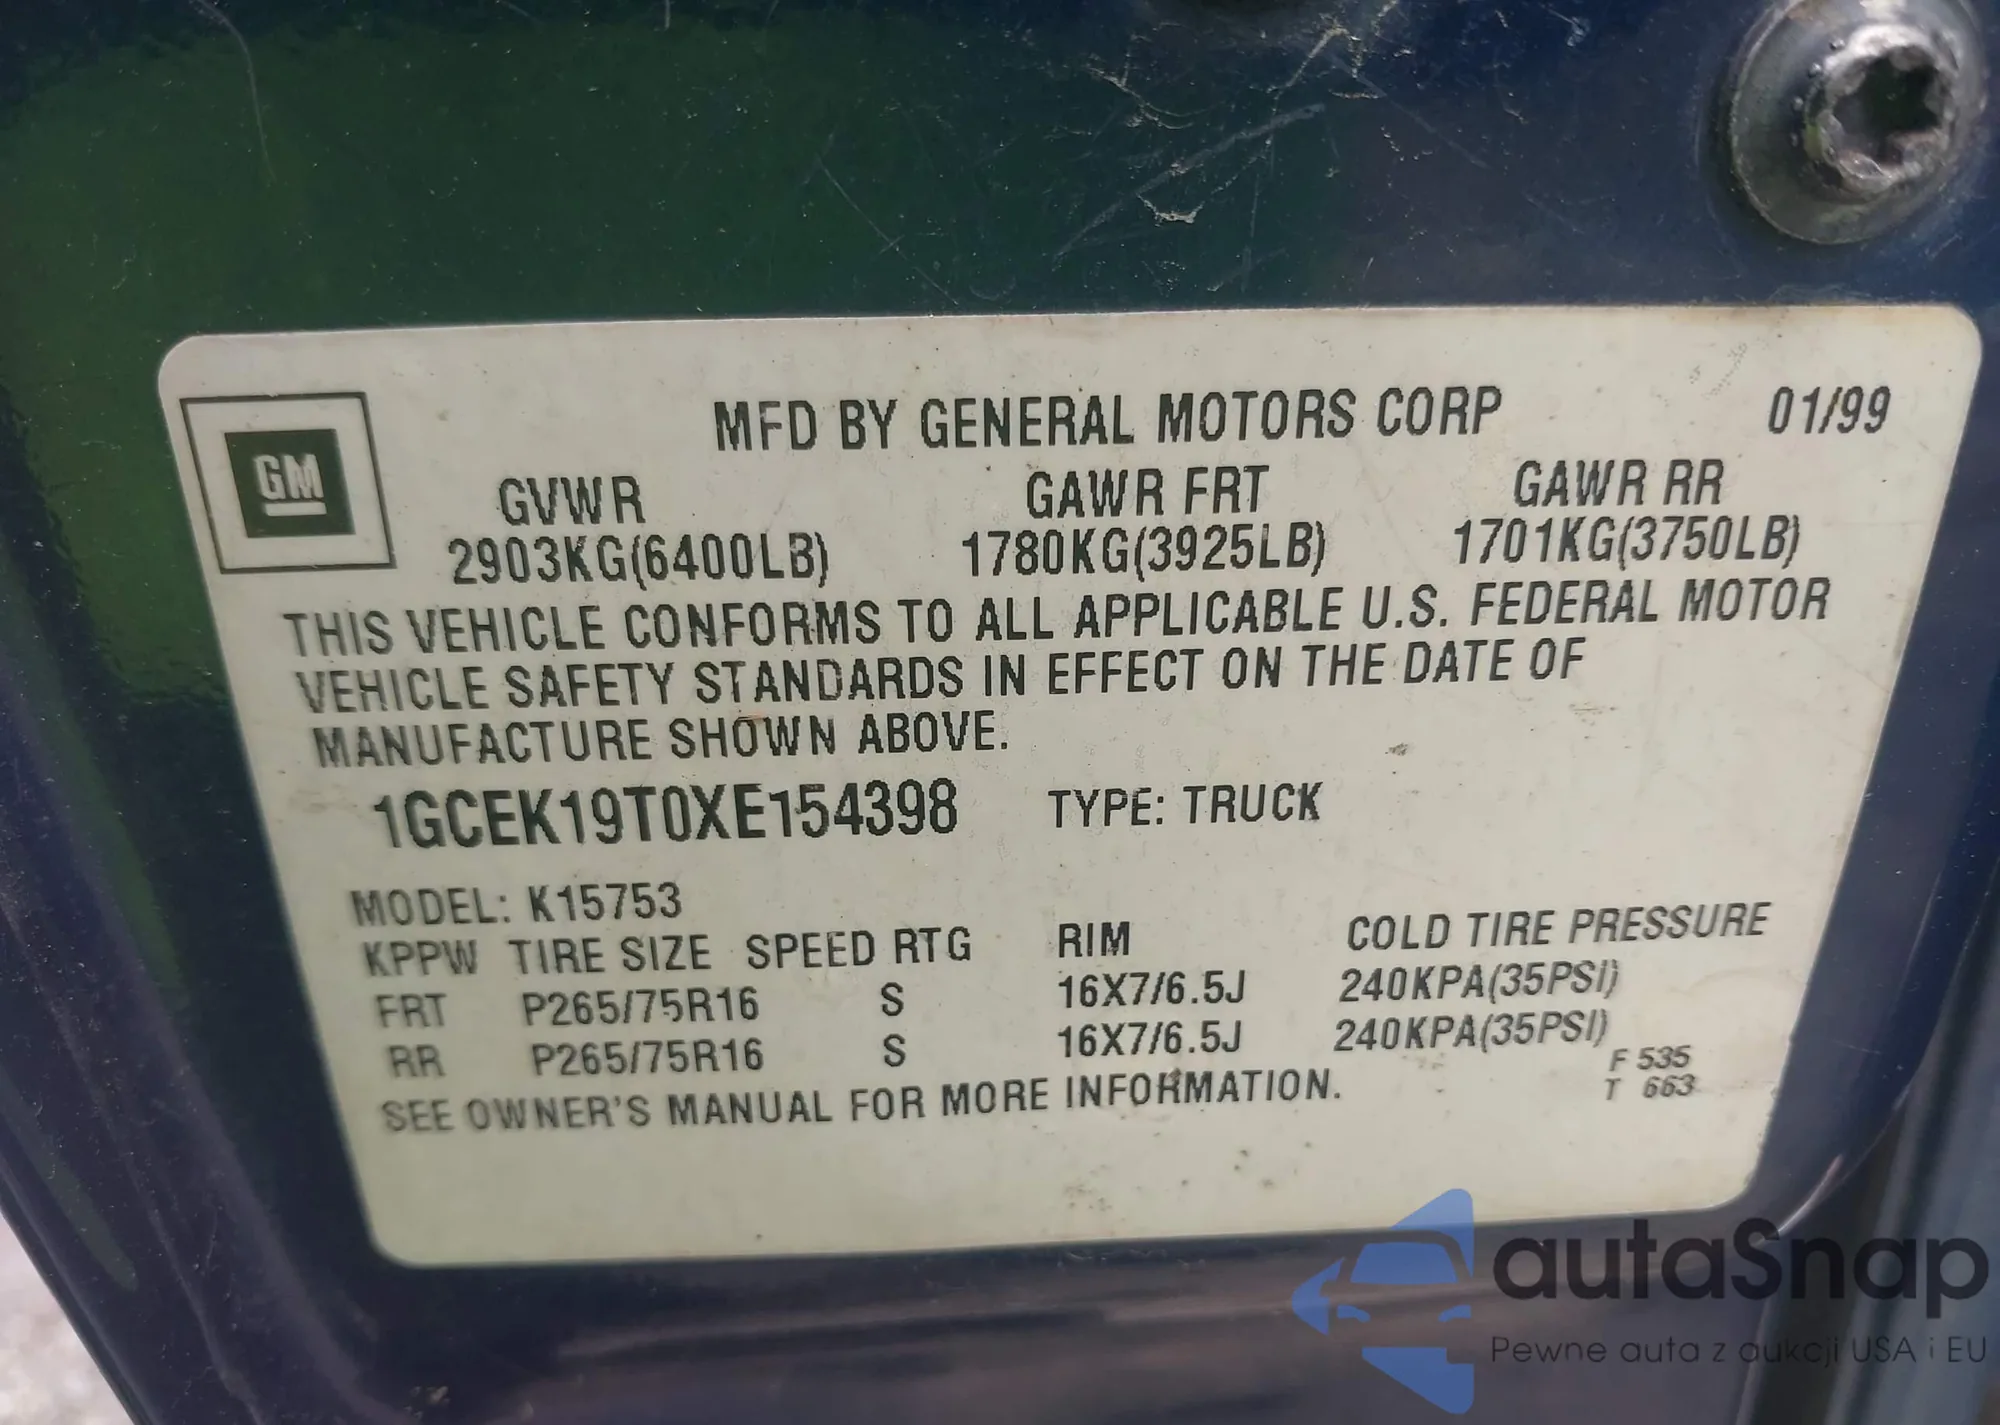 MFD BY GENERAL MOTORS CORP 01/99
GM
GVWR GAWR FRT GAWR RR
2903KG(6400LB) 1780KG(3925LB) 1701KG(3750LB)
THIS VEHICLE CONFORMS TO ALL APPLICABLE U.S. FEDERAL MOTOR
VEHICLE SAFETY STANDARDS IN EFFECT ON THE DATE OF
MANUFACTURE SHOWN ABOVE.
1GCEK19T0XE154398 TYPE: TRUCK
MODEL: K15753
KPPW TIRE SIZE SPEED RTG RIM COLD TIRE PRESSURE
FRT P265/75R16 S 16X7/6.5J 240KPA(35PSI)
RR P265/75R16 S 16X7/6.5J 240KPA(35PSI)
F 535
T 663
SEE OWNER'S MANUAL FOR MORE INFORMATION.
autaSnap
Pewne auta z aukcji USA i EU